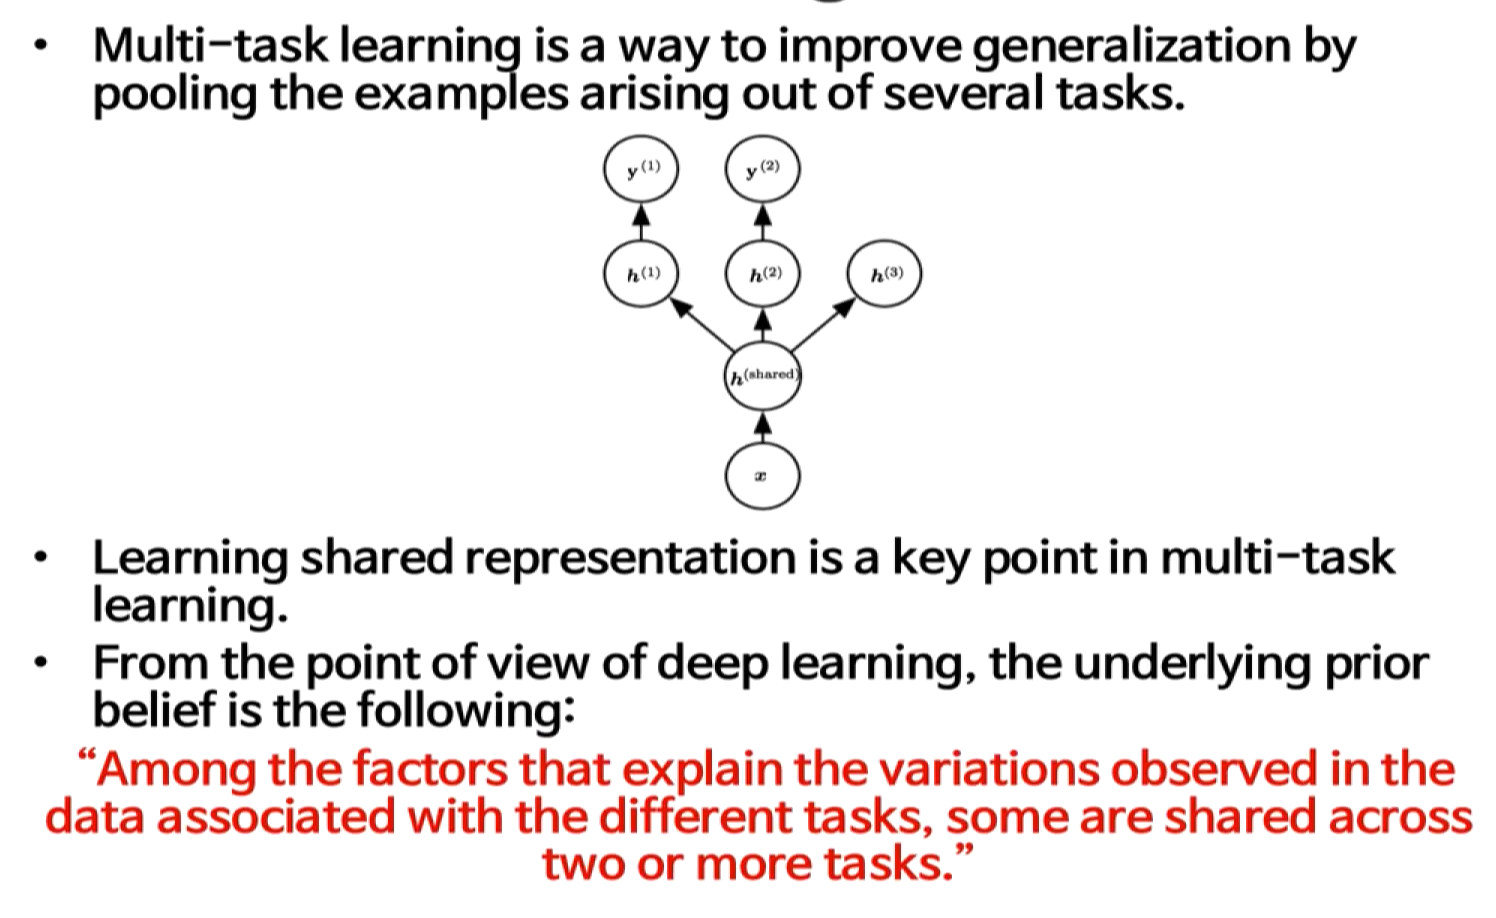 • Multi-task learning is a way to improve generalization by
pooling the examples arising out of several tasks.
y(1) y(2)
h(1) h(2) h(3)
h(shared)
x
• Learning shared representation is a key point in multi-task
learning.
• From the point of view of deep learning, the underlying prior
belief is the following:
“Among the factors that explain the variations observed in the
data associated with the different tasks, some are shared across
two or more tasks.”